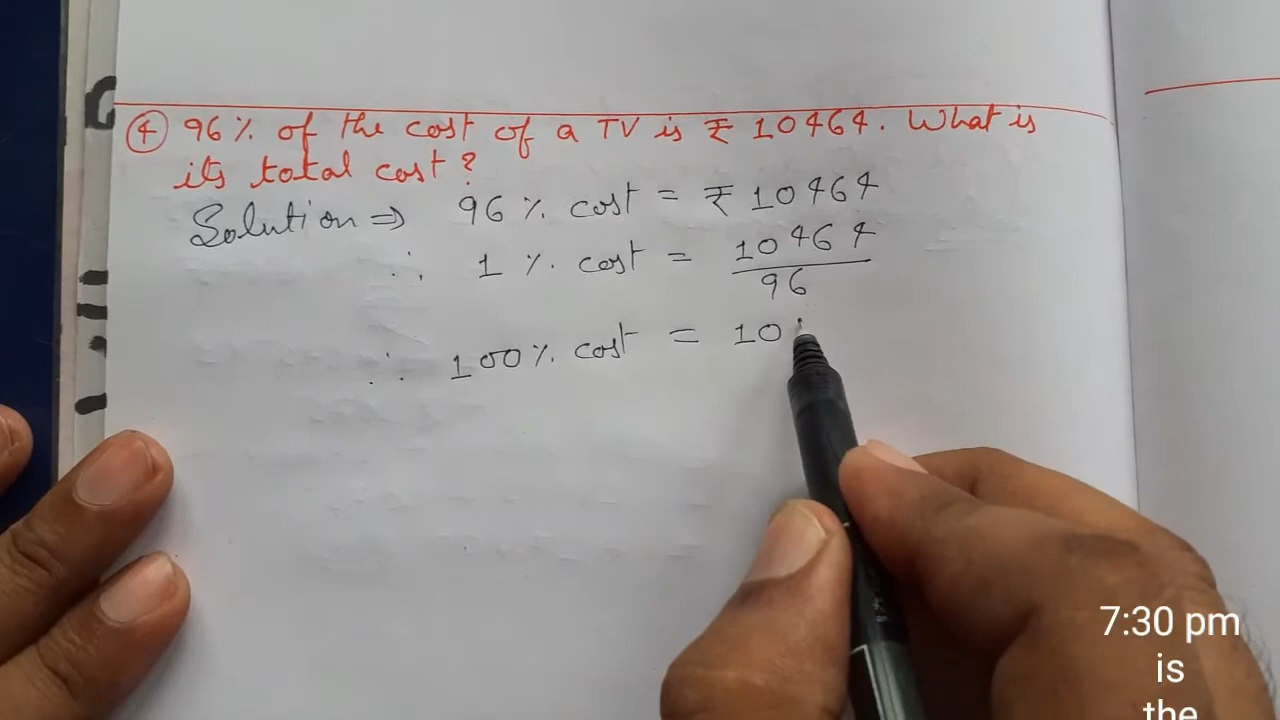 ④ 96% of the cost of a TV is ₹ 10464. What is
its total cost?
Solution ⇒ 96% cost = ₹ 10464
∴ 1% cost = 10464
96
∴ 100% cost = 10
7:30 pm
is
the